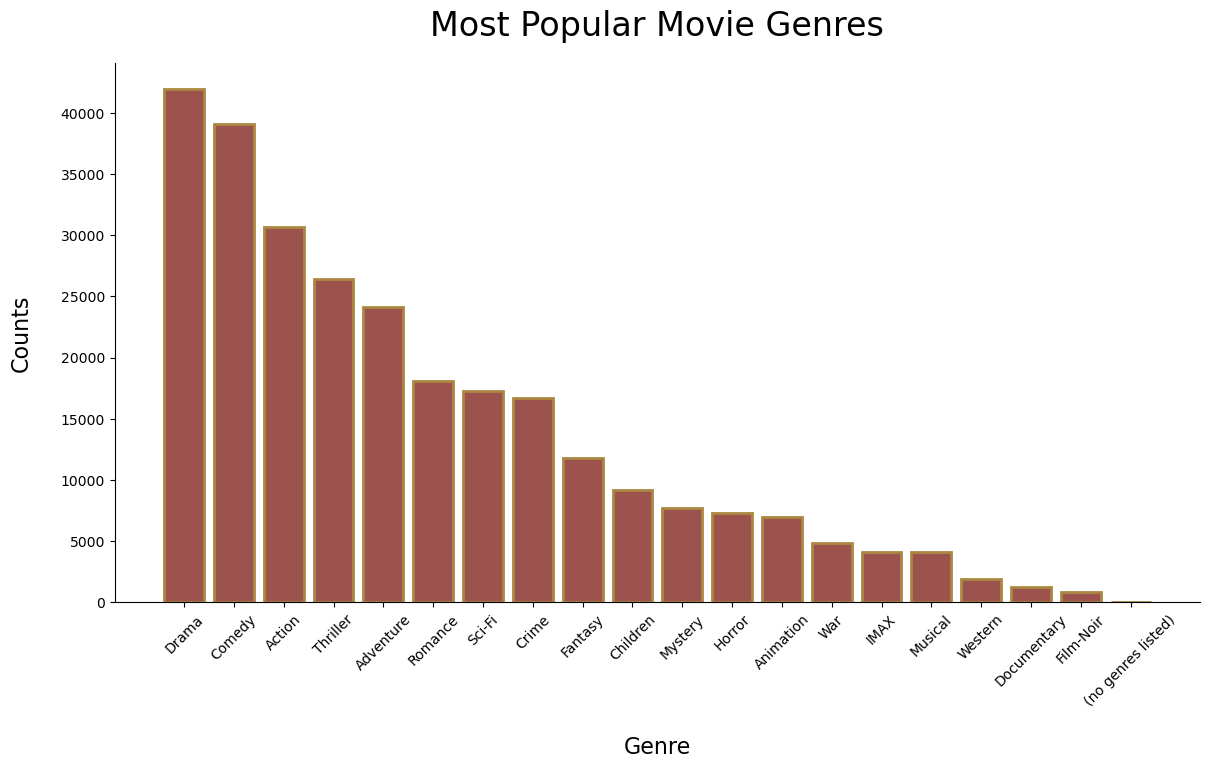 Most Popular Movie Genres
Counts
40000
35000
30000
25000
20000
15000
10000
5000
0
Drama
Comedy
Action
Thriller
Adventure
Romance
Sci-Fi
Crime
Fantasy
Children
Mystery
Horror
Animation
War
IMAX
Musical
Western
Documentary
Film-Noir
(no genres listed)
Genre